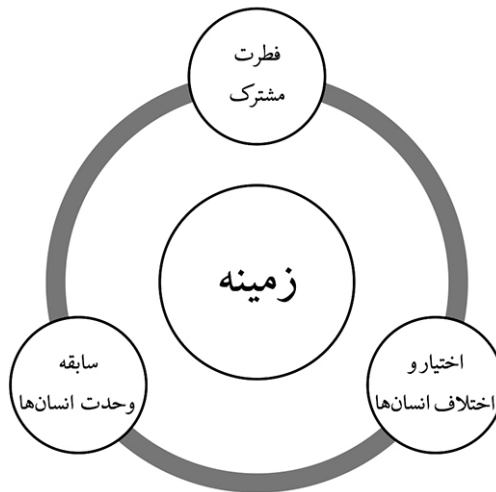 فطرت
مشترک
زمینه
اختیار و
اختلاف انسان‌ها
سابقه
وحدت انسان‌ها